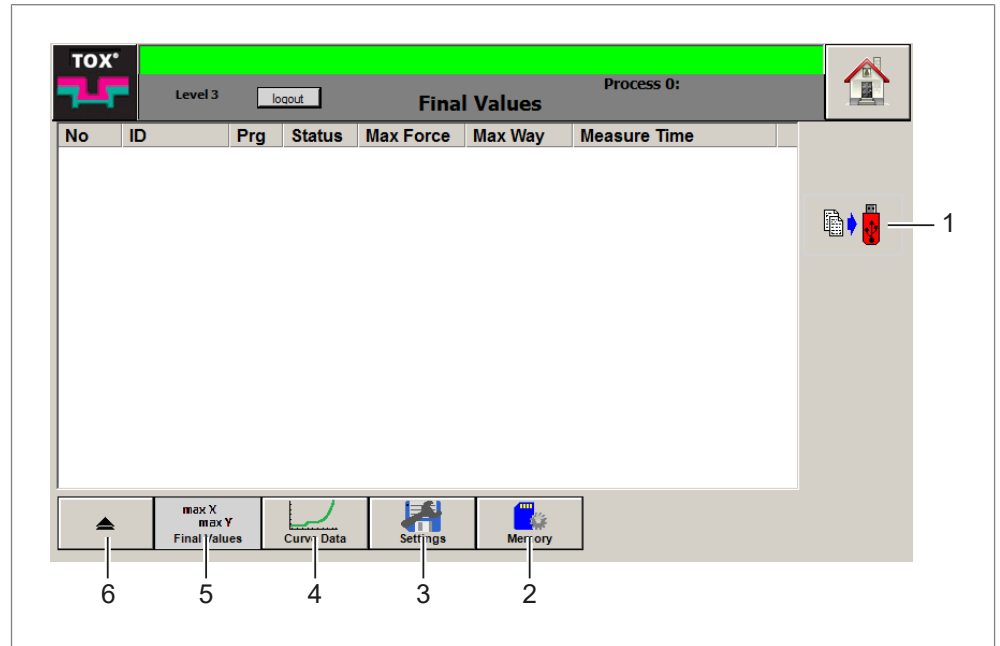 TOX®
Level 3
logout
Final Values
Process 0:
No ID Prg Status Max Force Max Way Measure Time
1
max X
max Y
Final Values
Curve Data
Settings
Memory
6 5 4 3 2